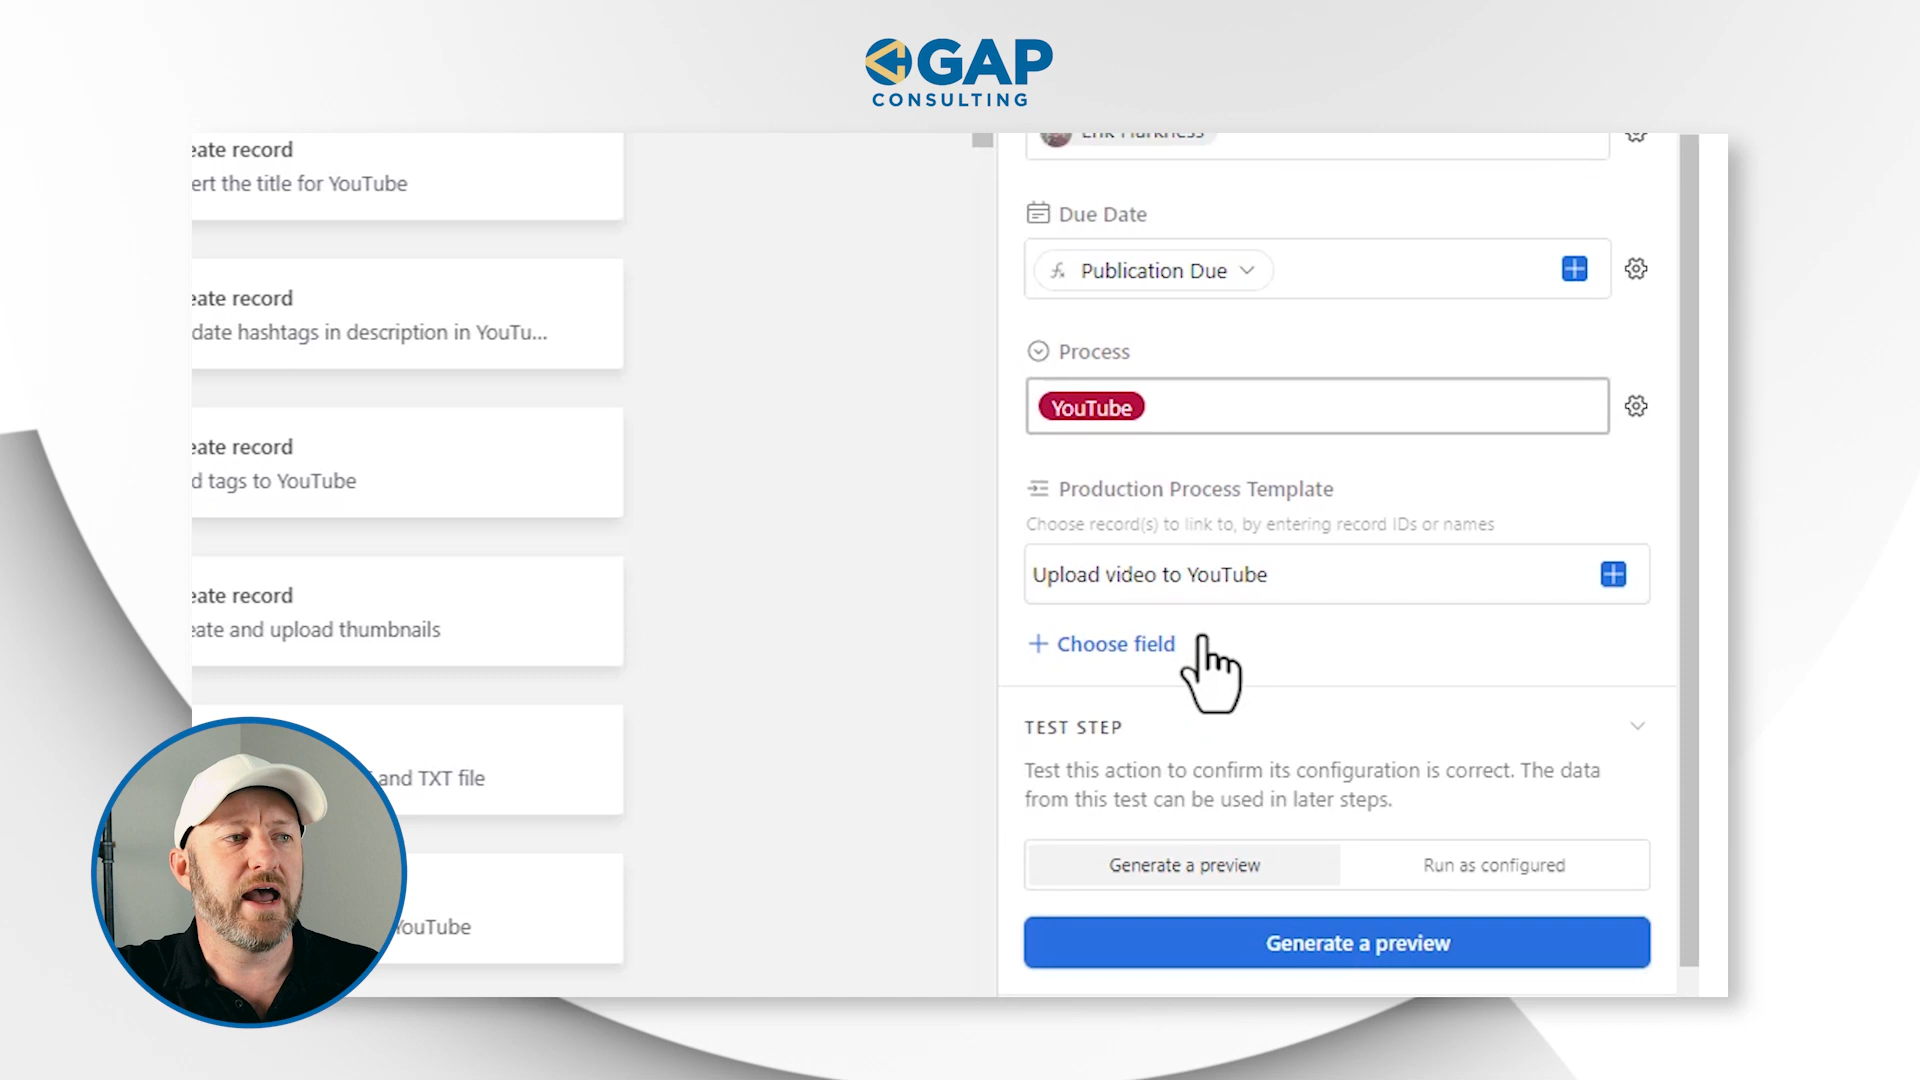 GAP
CONSULTING
eate record
ert the title for YouTube
eate record
date hashtags in description in YouTu...
eate record
d tags to YouTube
eate record
eate and upload thumbnails
and TXT file
YouTube
Erik Harkness
Due Date
Publication Due
Process
YouTube
Production Process Template
Choose record(s) to link to, by entering record IDs or names
Upload video to YouTube
Choose field
TEST STEP
Test this action to confirm its configuration is correct. The data
from this test can be used in later steps.
Generate a preview
Run as configured
Generate a preview